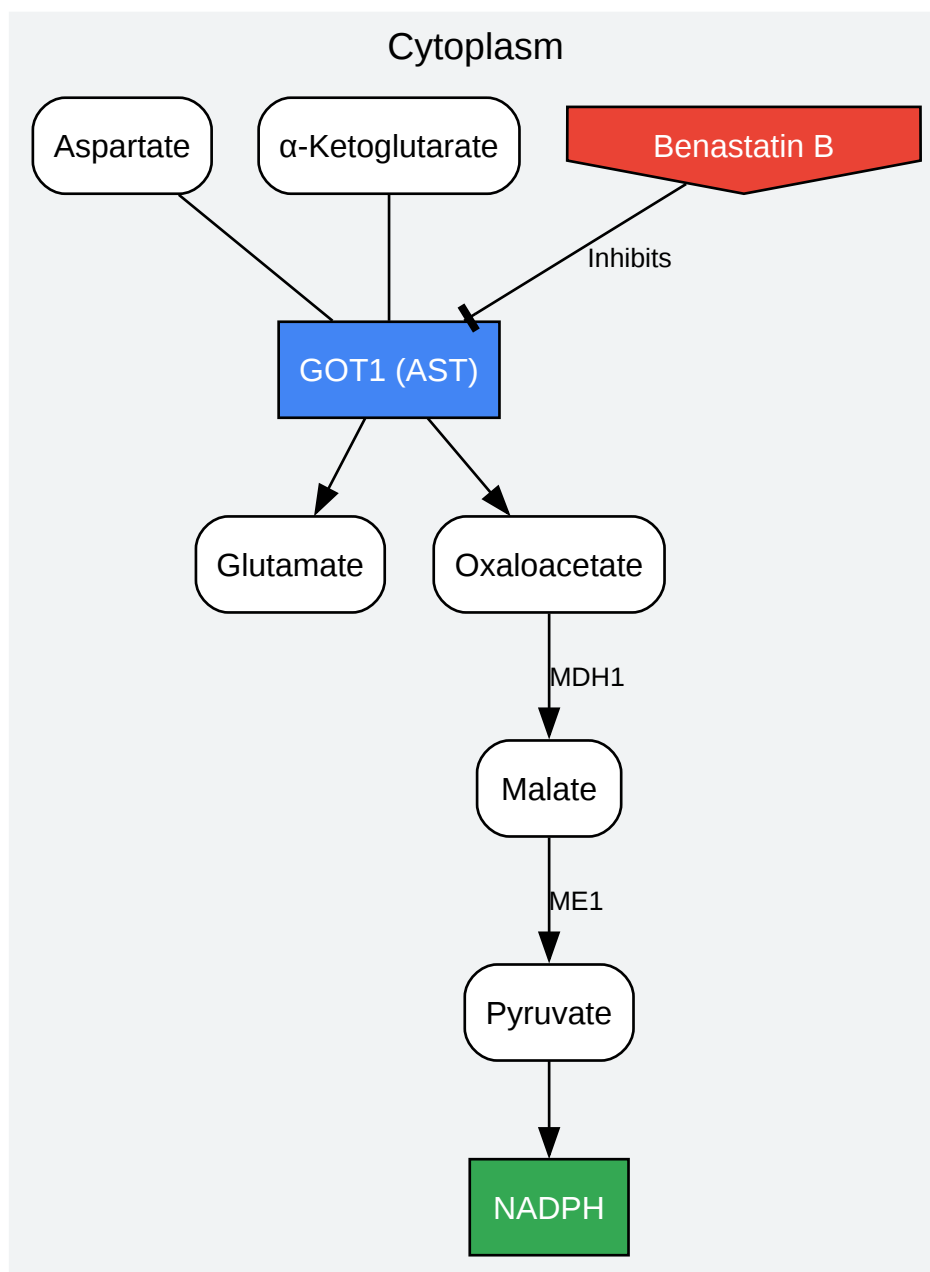 Cytoplasm
Aspartate
α-Ketoglutarate
Benastatin B
Inhibits
GOT1 (AST)
Glutamate
Oxaloacetate
MDH1
Malate
ME1
Pyruvate
NADPH